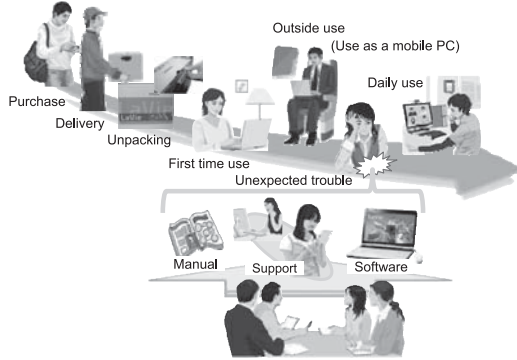 Outside use
(Use as a mobile PC)
Daily use
Purchase
Delivery
Unpacking
First time use
Unexpected trouble
Manual
Support
Software